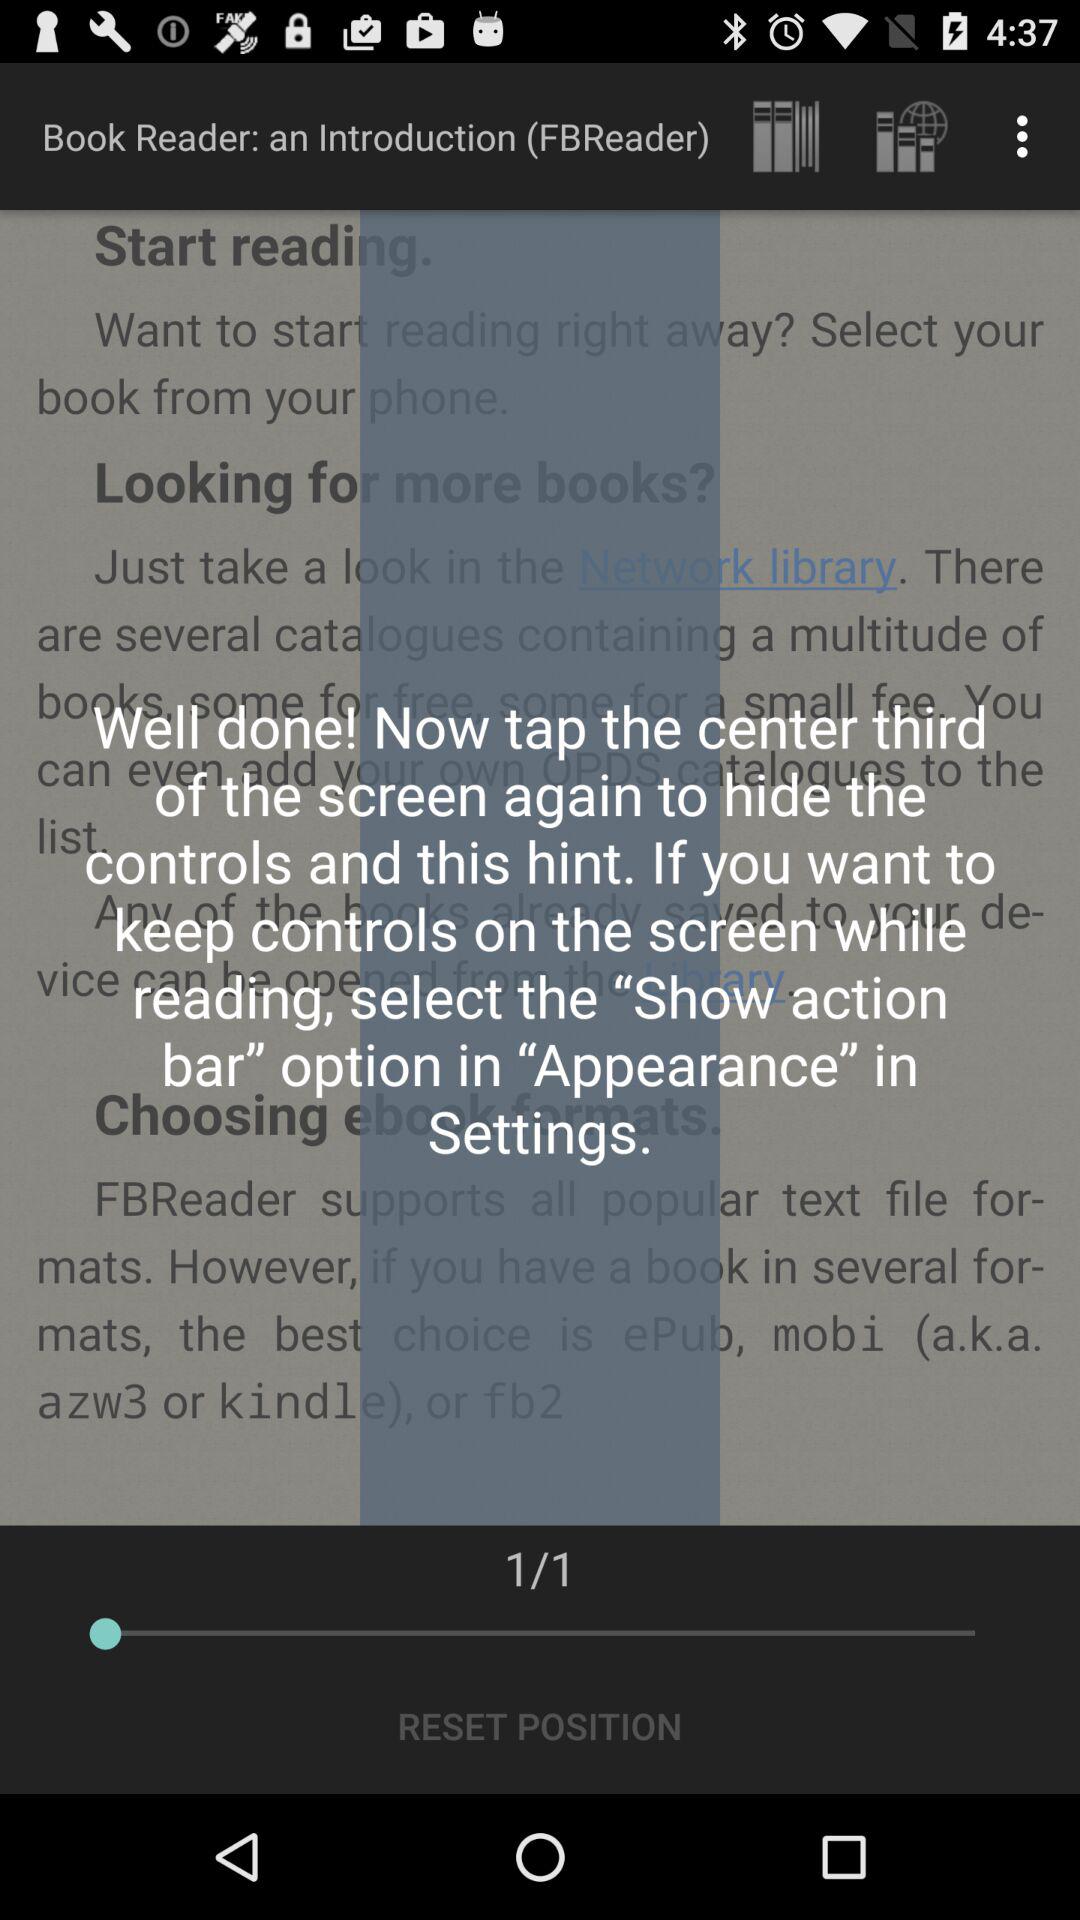 FAKE
4:37
Book Reader: an Introduction (FBReader)
Start reading.
Want to start reading right away? Select your
book from your phone.
Looking for more books?
Just take a look in the Network library. There
are several catalogues containing a multitude of
books, some for free, some for a small fee. You
can even add your own OPDS catalogues to the
list.
Any of the books already saved to your de-
vice can be opened from the Library.
Well done! Now tap the center third
of the screen again to hide the
controls and this hint. If you want to
keep controls on the screen while
reading, select the “Show action
bar” option in “Appearance” in
Settings.
Choosing ebook formats.
FBReader supports all popular text file for-
mats. However, if you have a book in several for-
mats, the best choice is ePub, mobi (a.k.a.
azw3 or kindle), or fb2
1/1
RESET POSITION